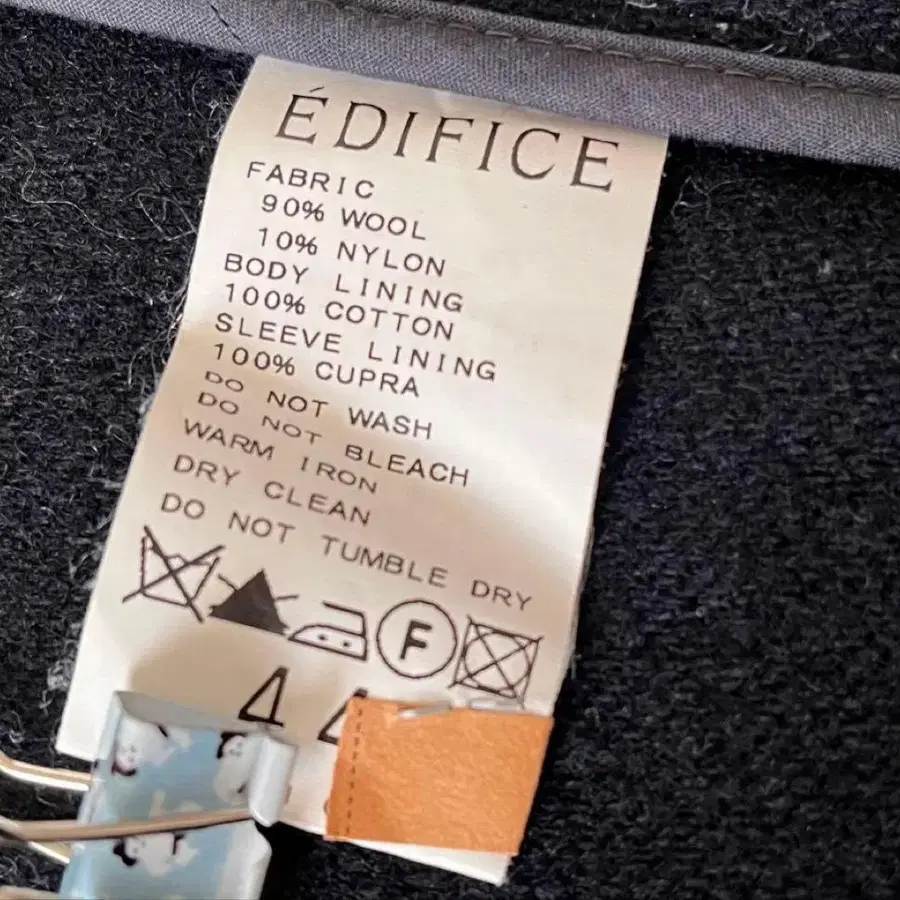 ÉDIFICE
FABRIC
90% WOOL
10% NYLON
BODY LINING
100% COTTON
SLEEVE LINING
100% CUPRA
DO NOT WASH
DO NOT BLEACH
WARM IRON
DRY CLEAN
DO NOT TUMBLE DRY
F
44